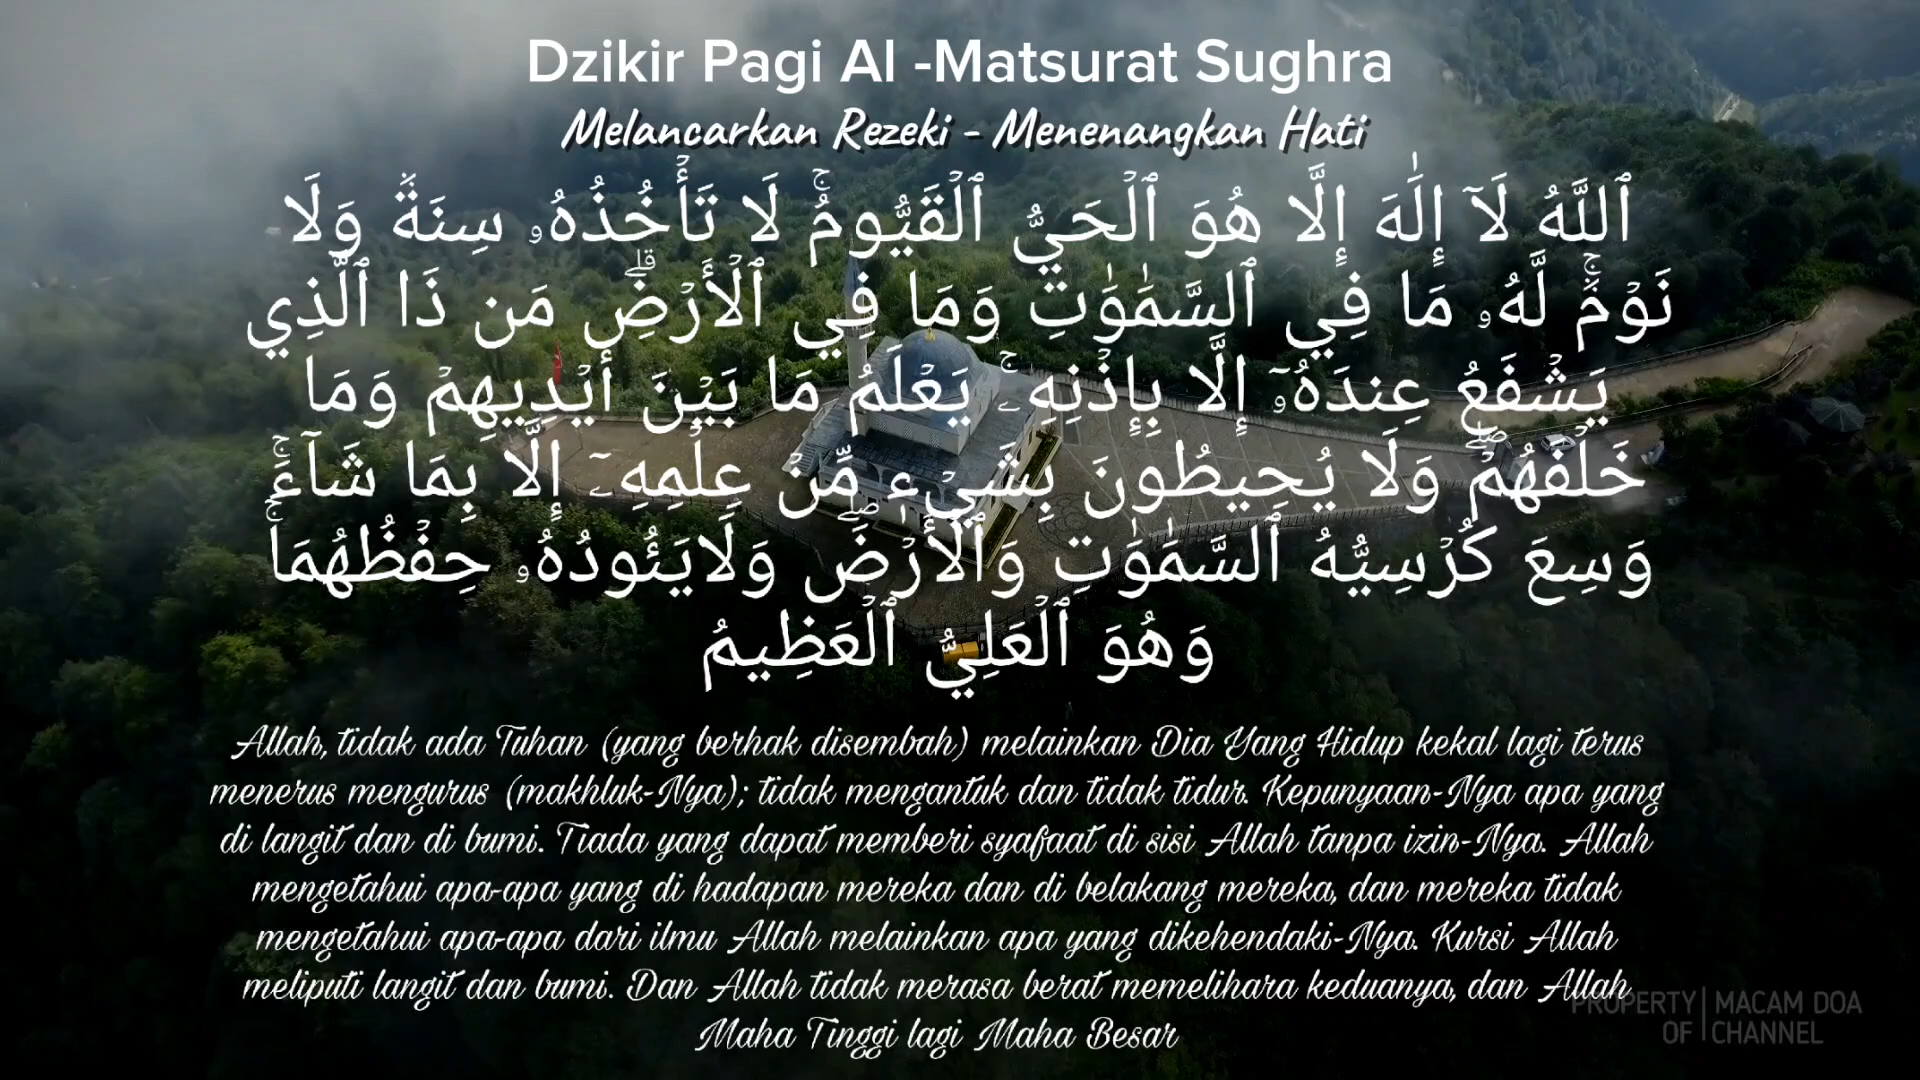 Dzikir Pagi Al -Matsurat Sughra
Melancarkan Rezeki - Menenangkan Hati
ٱللَّهُ لَآ إِلَٰهَ إِلَّا هُوَ ٱلْحَيُّ ٱلْقَيُّومُ ۚ لَا تَأْخُذُهُۥ سِنَةٌ وَلَا
نَوْمٌ ۚ لَّهُۥ مَا فِي ٱلسَّمَٰوَٰتِ وَمَا فِي ٱلْأَرْضِ ۗ مَن ذَا ٱلَّذِي
يَشْفَعُ عِندَهُۥٓ إِلَّا بِإِذْنِهِۦ ۚ يَعْلَمُ مَا بَيْنَ أَيْدِيهِمْ وَمَا
خَلْفَهُمْ ۖ وَلَا يُحِيطُونَ بِشَيْءٍ مِّنْ عِلْمِهِۦٓ إِلَّا بِمَا شَآءَ ۚ
وَسِعَ كُرْسِيُّهُ ٱلسَّمَٰوَٰتِ وَٱلْأَرْضَ ۖ وَلَايَـُٔودُهُۥ حِفْظُهُمَا ۚ
وَهُوَ ٱلْعَلِيُّ ٱلْعَظِيمُ
Allah, tidak ada Tuhan (yang berhak disembah) melainkan Dia Yang Hidup kekal lagi terus
menerus mengurus (makhluk-Nya); tidak mengantuk dan tidak tidur. Kepunyaan-Nya apa yang
di langit dan di bumi. Tiada yang dapat memberi syafaat di sisi Allah tanpa izin-Nya. Allah
mengetahui apa-apa yang di hadapan mereka dan di belakang mereka, dan mereka tidak
mengetahui apa-apa dari ilmu Allah melainkan apa yang dikehendaki-Nya. Kursi Allah
meliputi langit dan bumi. Dan Allah tidak merasa berat memelihara keduanya, dan Allah
Maha Tinggi lagi Maha Besar
PROPERTY OF | MACAM DOA CHANNEL